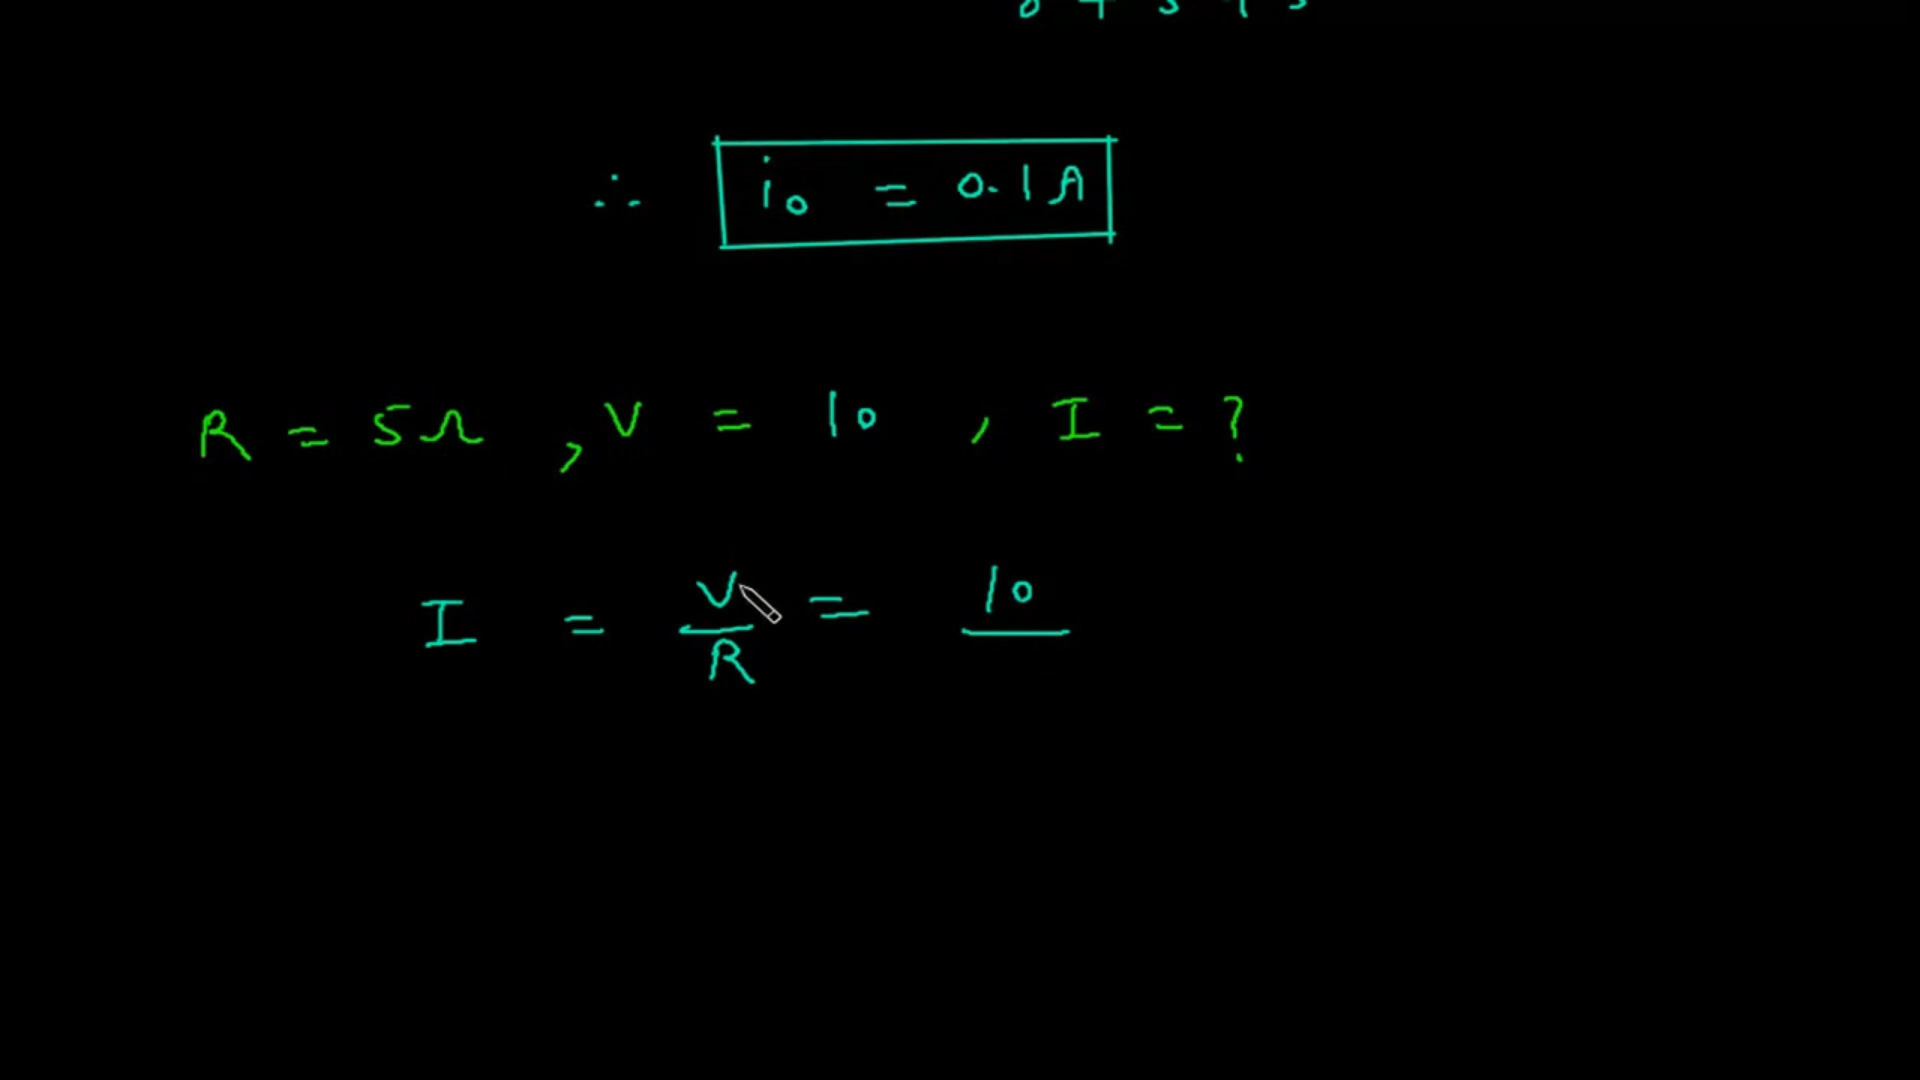 ∴ i₀ = 0.1A
R = 5Ω , V = 10 , I = ?
I = V/R = 10/